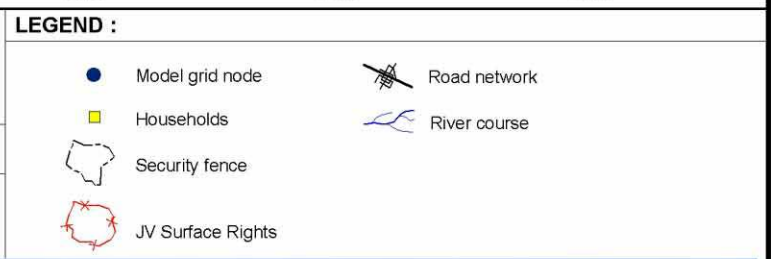 LEGEND :
Model grid node
Households
Security fence
JV Surface Rights
Road network
River course